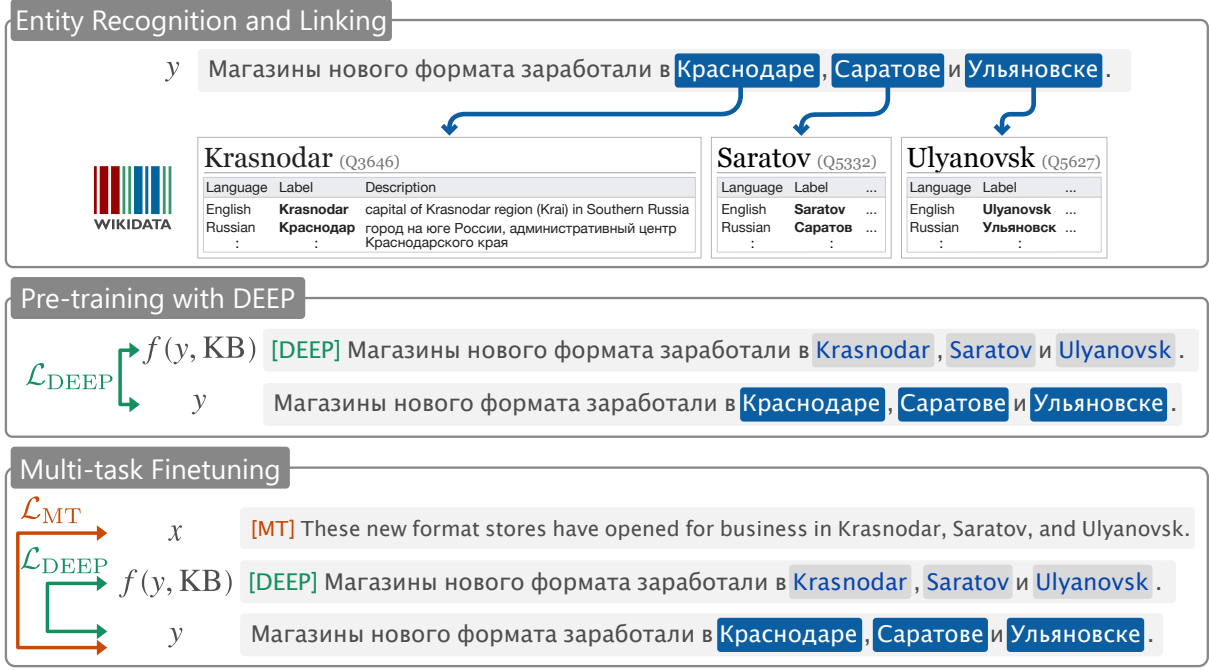 Entity Recognition and Linking
y Магазины нового формата заработали в Краснодаре , Саратове и Ульяновске .
WIKIDATA
Krasnodar (Q3646)
Language Label Description
English Krasnodar capital of Krasnodar region (Krai) in Southern Russia
Russian Краснодар город на юге России, административный центр
Краснодарского края
: :
Saratov (Q5332)
Language Label ...
English Saratov ...
Russian Саратов ...
: :
Ulyanovsk (Q5627)
Language Label ...
English Ulyanovsk ...
Russian Ульяновск ...
: :
Pre-training with DEEP
ℒDEEP
f (y, KB) [DEEP] Магазины нового формата заработали в Krasnodar , Saratov и Ulyanovsk .
y Магазины нового формата заработали в Краснодаре , Саратове и Ульяновске .
Multi-task Finetuning
ℒMT
x [MT] These new format stores have opened for business in Krasnodar, Saratov, and Ulyanovsk.
ℒDEEP
f (y, KB) [DEEP] Магазины нового формата заработали в Krasnodar , Saratov и Ulyanovsk .
y Магазины нового формата заработали в Краснодаре , Саратове и Ульяновске .